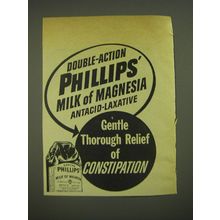 DOUBLE-ACTION
PHILLIPS'
MILK of MAGNESIA
ANTACID-LAXATIVE
Gentle
Thorough Relief
of
CONSTIPATION
PHILLIPS
MILK OF MAGNESIA